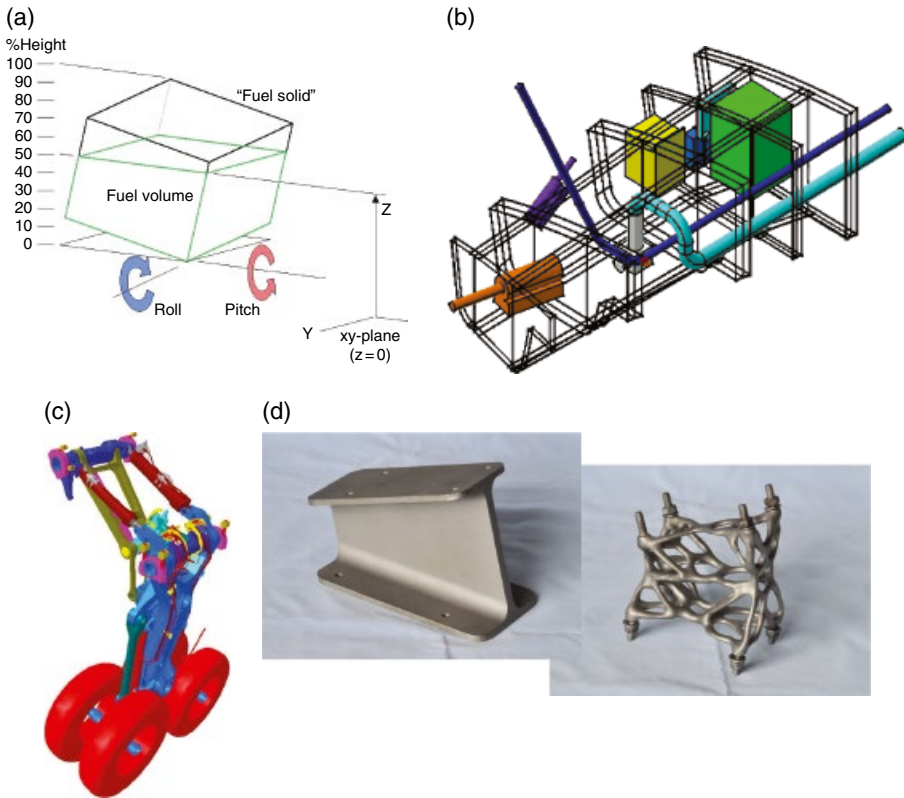 (a)
%Height
100
90
80
70
60
50
40
30
20
10
0
"Fuel solid"
Fuel volume
Roll
Pitch
Z
Y
xy-plane
(z=0)
(b)
(c)
(d)